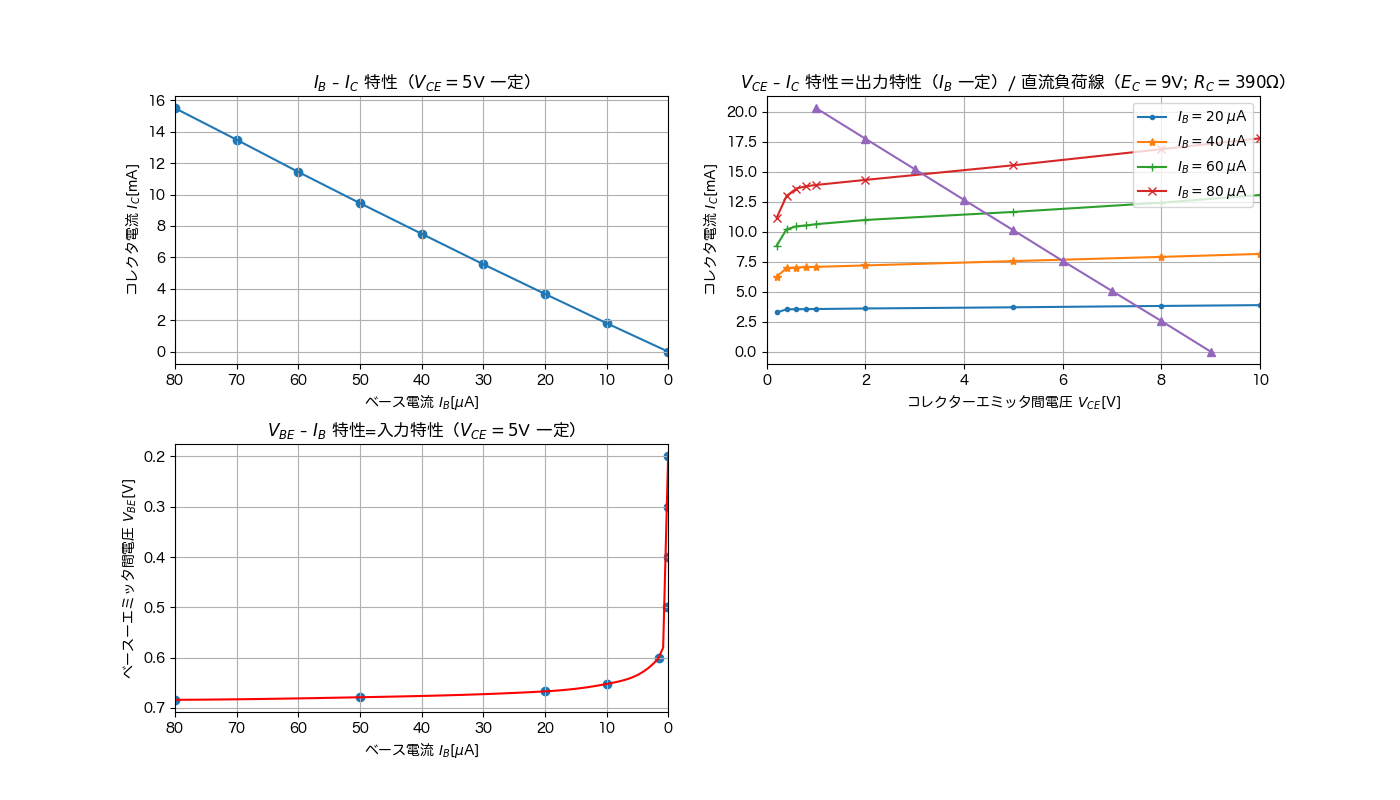 I_B – I_C 特性（V_CE = 5V 一定）
16
14
12
10
8
6
4
2
0
コレクタ電流 I_C[mA]
80 70 60 50 40 30 20 10 0
ベース電流 I_B[μA]
V_CE – I_C 特性＝出力特性（I_B 一定）/ 直流負荷線（E_C = 9V; R_C = 390Ω）
20.0
17.5
15.0
12.5
10.0
7.5
5.0
2.5
0.0
コレクタ電流 I_C[mA]
I_B = 20 μA
I_B = 40 μA
I_B = 60 μA
I_B = 80 μA
0 2 4 6 8 10
コレクターエミッタ間電圧 V_CE[V]
V_BE – I_B 特性=入力特性（V_CE = 5V 一定）
0.2
0.3
0.4
0.5
0.6
0.7
ベースーエミッタ間電圧 V_BE[V]
80 70 60 50 40 30 20 10 0
ベース電流 I_B[μA]